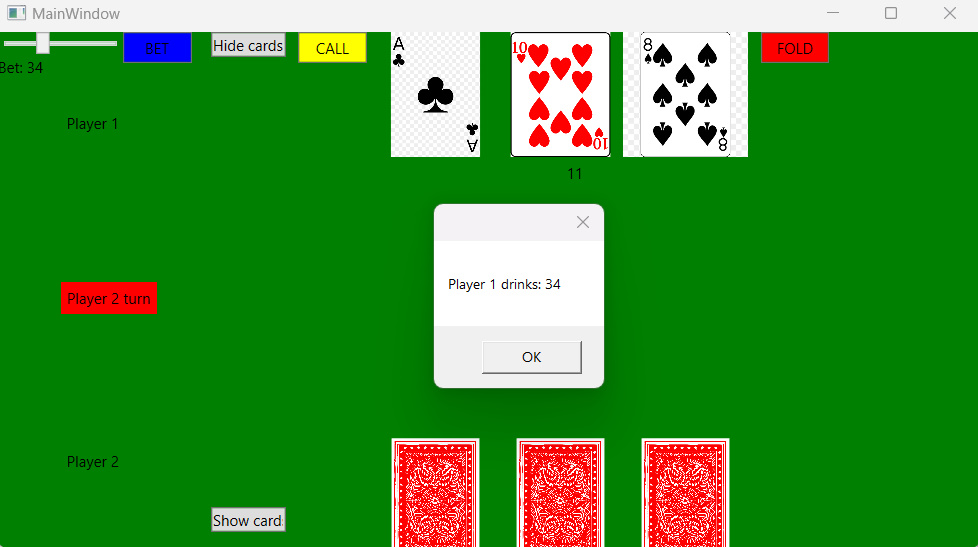 MainWindow
BET
Hide cards
CALL
FOLD
Bet: 34
A
A
10
10
8
8
Player 1
11
Player 1 drinks: 34
Player 2 turn
OK
Player 2
Show card